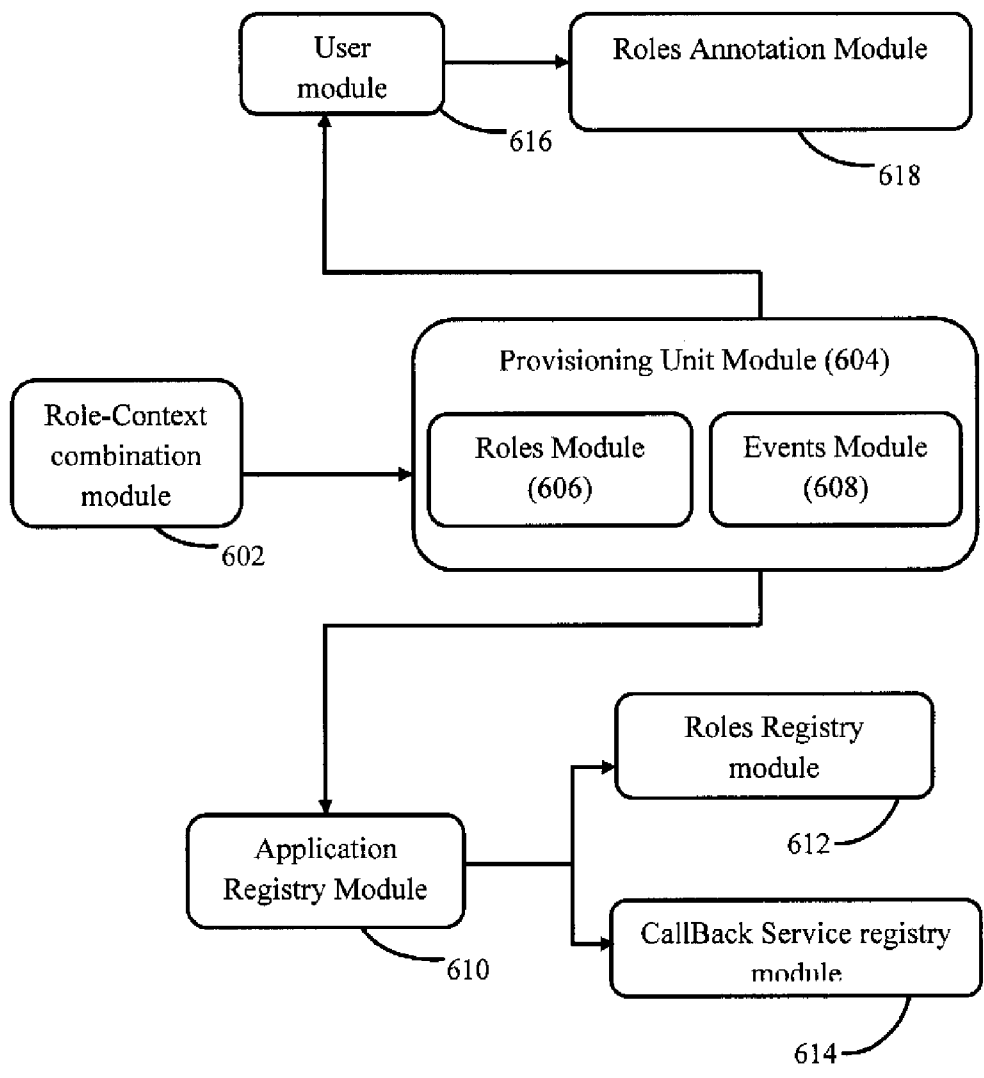 User
module
616
Roles Annotation Module
618
Provisioning Unit Module (604)
Role-Context
combination
module
602
Roles Module
(606)
Events Module
(608)
Roles Registry
module
612
Application
Registry Module
610
CallBack Service registry
module
614